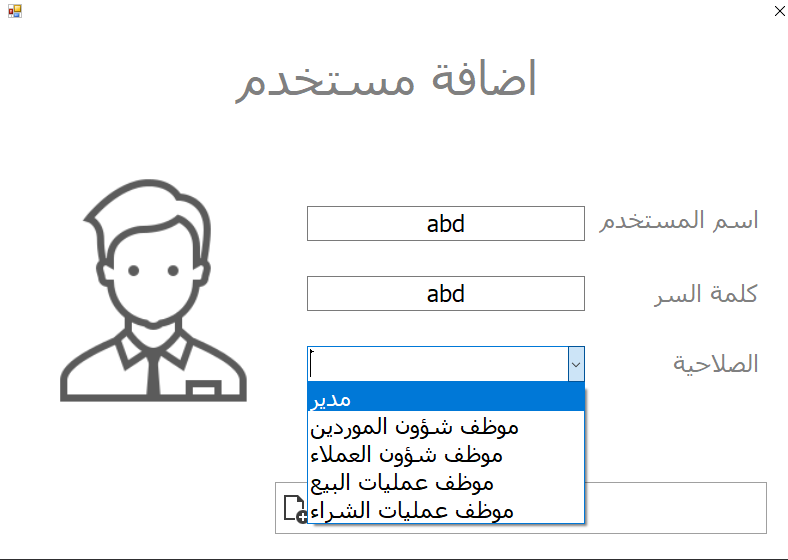 اضافة مستخدم
اسم المستخدم
abd
كلمة السر
abd
الصلاحية
مدير
موظف شؤون الموردين
موظف شؤون العملاء
موظف عمليات البيع
موظف عمليات الشراء